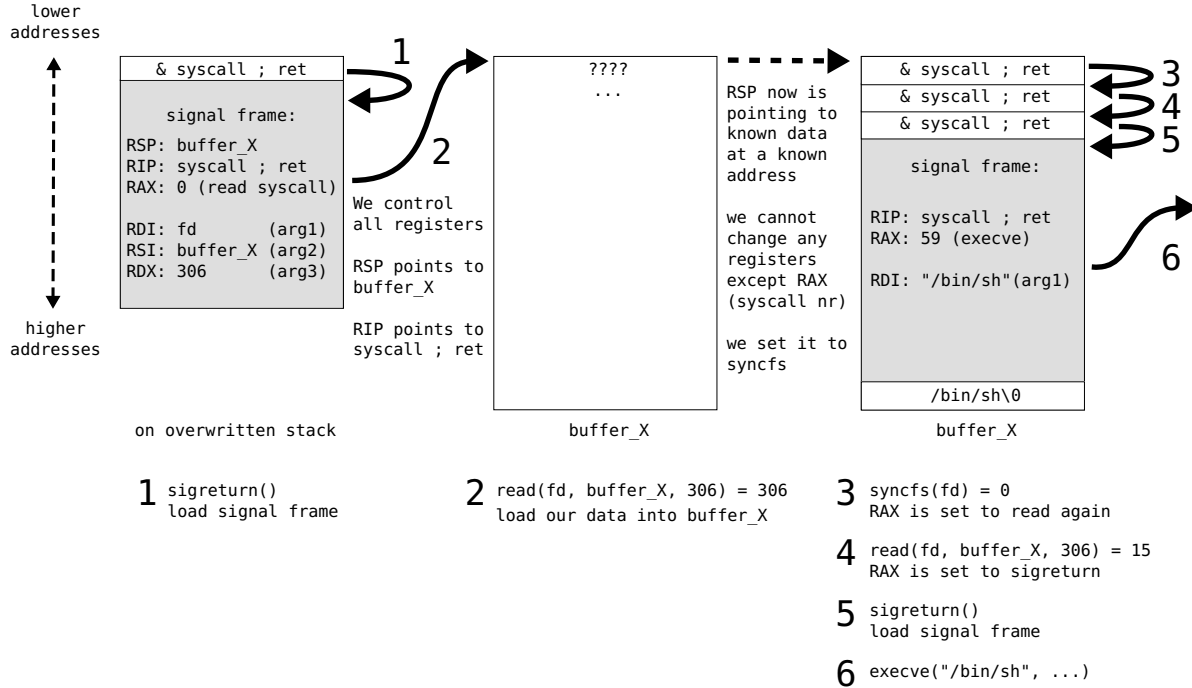 lower
addresses
higher
addresses
& syscall ; ret
signal frame:
RSP: buffer_X
RIP: syscall ; ret
RAX: 0 (read syscall)
RDI: fd (arg1)
RSI: buffer_X (arg2)
RDX: 306 (arg3)
on overwritten stack
1
2
We control
all registers
RSP points to
buffer_X
RIP points to
syscall ; ret
????
...
buffer_X
RSP now is
pointing to
known data
at a known
address
we cannot
change any
registers
except RAX
(syscall nr)
we set it to
syncfs
& syscall ; ret
& syscall ; ret
& syscall ; ret
signal frame:
RIP: syscall ; ret
RAX: 59 (execve)
RDI: "/bin/sh"(arg1)
/bin/sh\0
buffer_X
3
4
5
6
1 sigreturn()
load signal frame
2 read(fd, buffer_X, 306) = 306
load our data into buffer_X
3 syncfs(fd) = 0
RAX is set to read again
4 read(fd, buffer_X, 306) = 15
RAX is set to sigreturn
5 sigreturn()
load signal frame
6 execve("/bin/sh", ...)